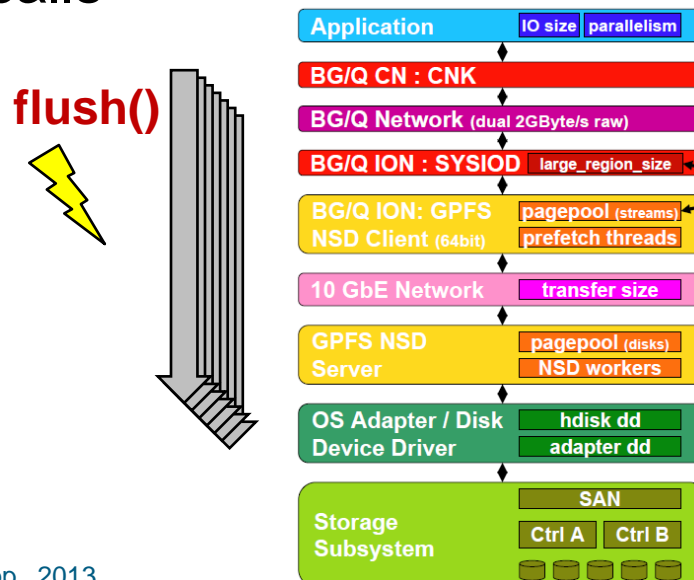 flush()
Application IO size parallelism
BG/Q CN : CNK
BG/Q Network (dual 2GByte/s raw)
BG/Q ION : SYSIOD large_region_size
BG/Q ION: GPFS pagepool (streams)
NSD Client (64bit) prefetch threads
10 GbE Network transfer size
GPFS NSD pagepool (disks)
Server NSD workers
OS Adapter / Disk hdisk dd
Device Driver adapter dd
SAN
Storage
Subsystem
Ctrl A Ctrl B
2013